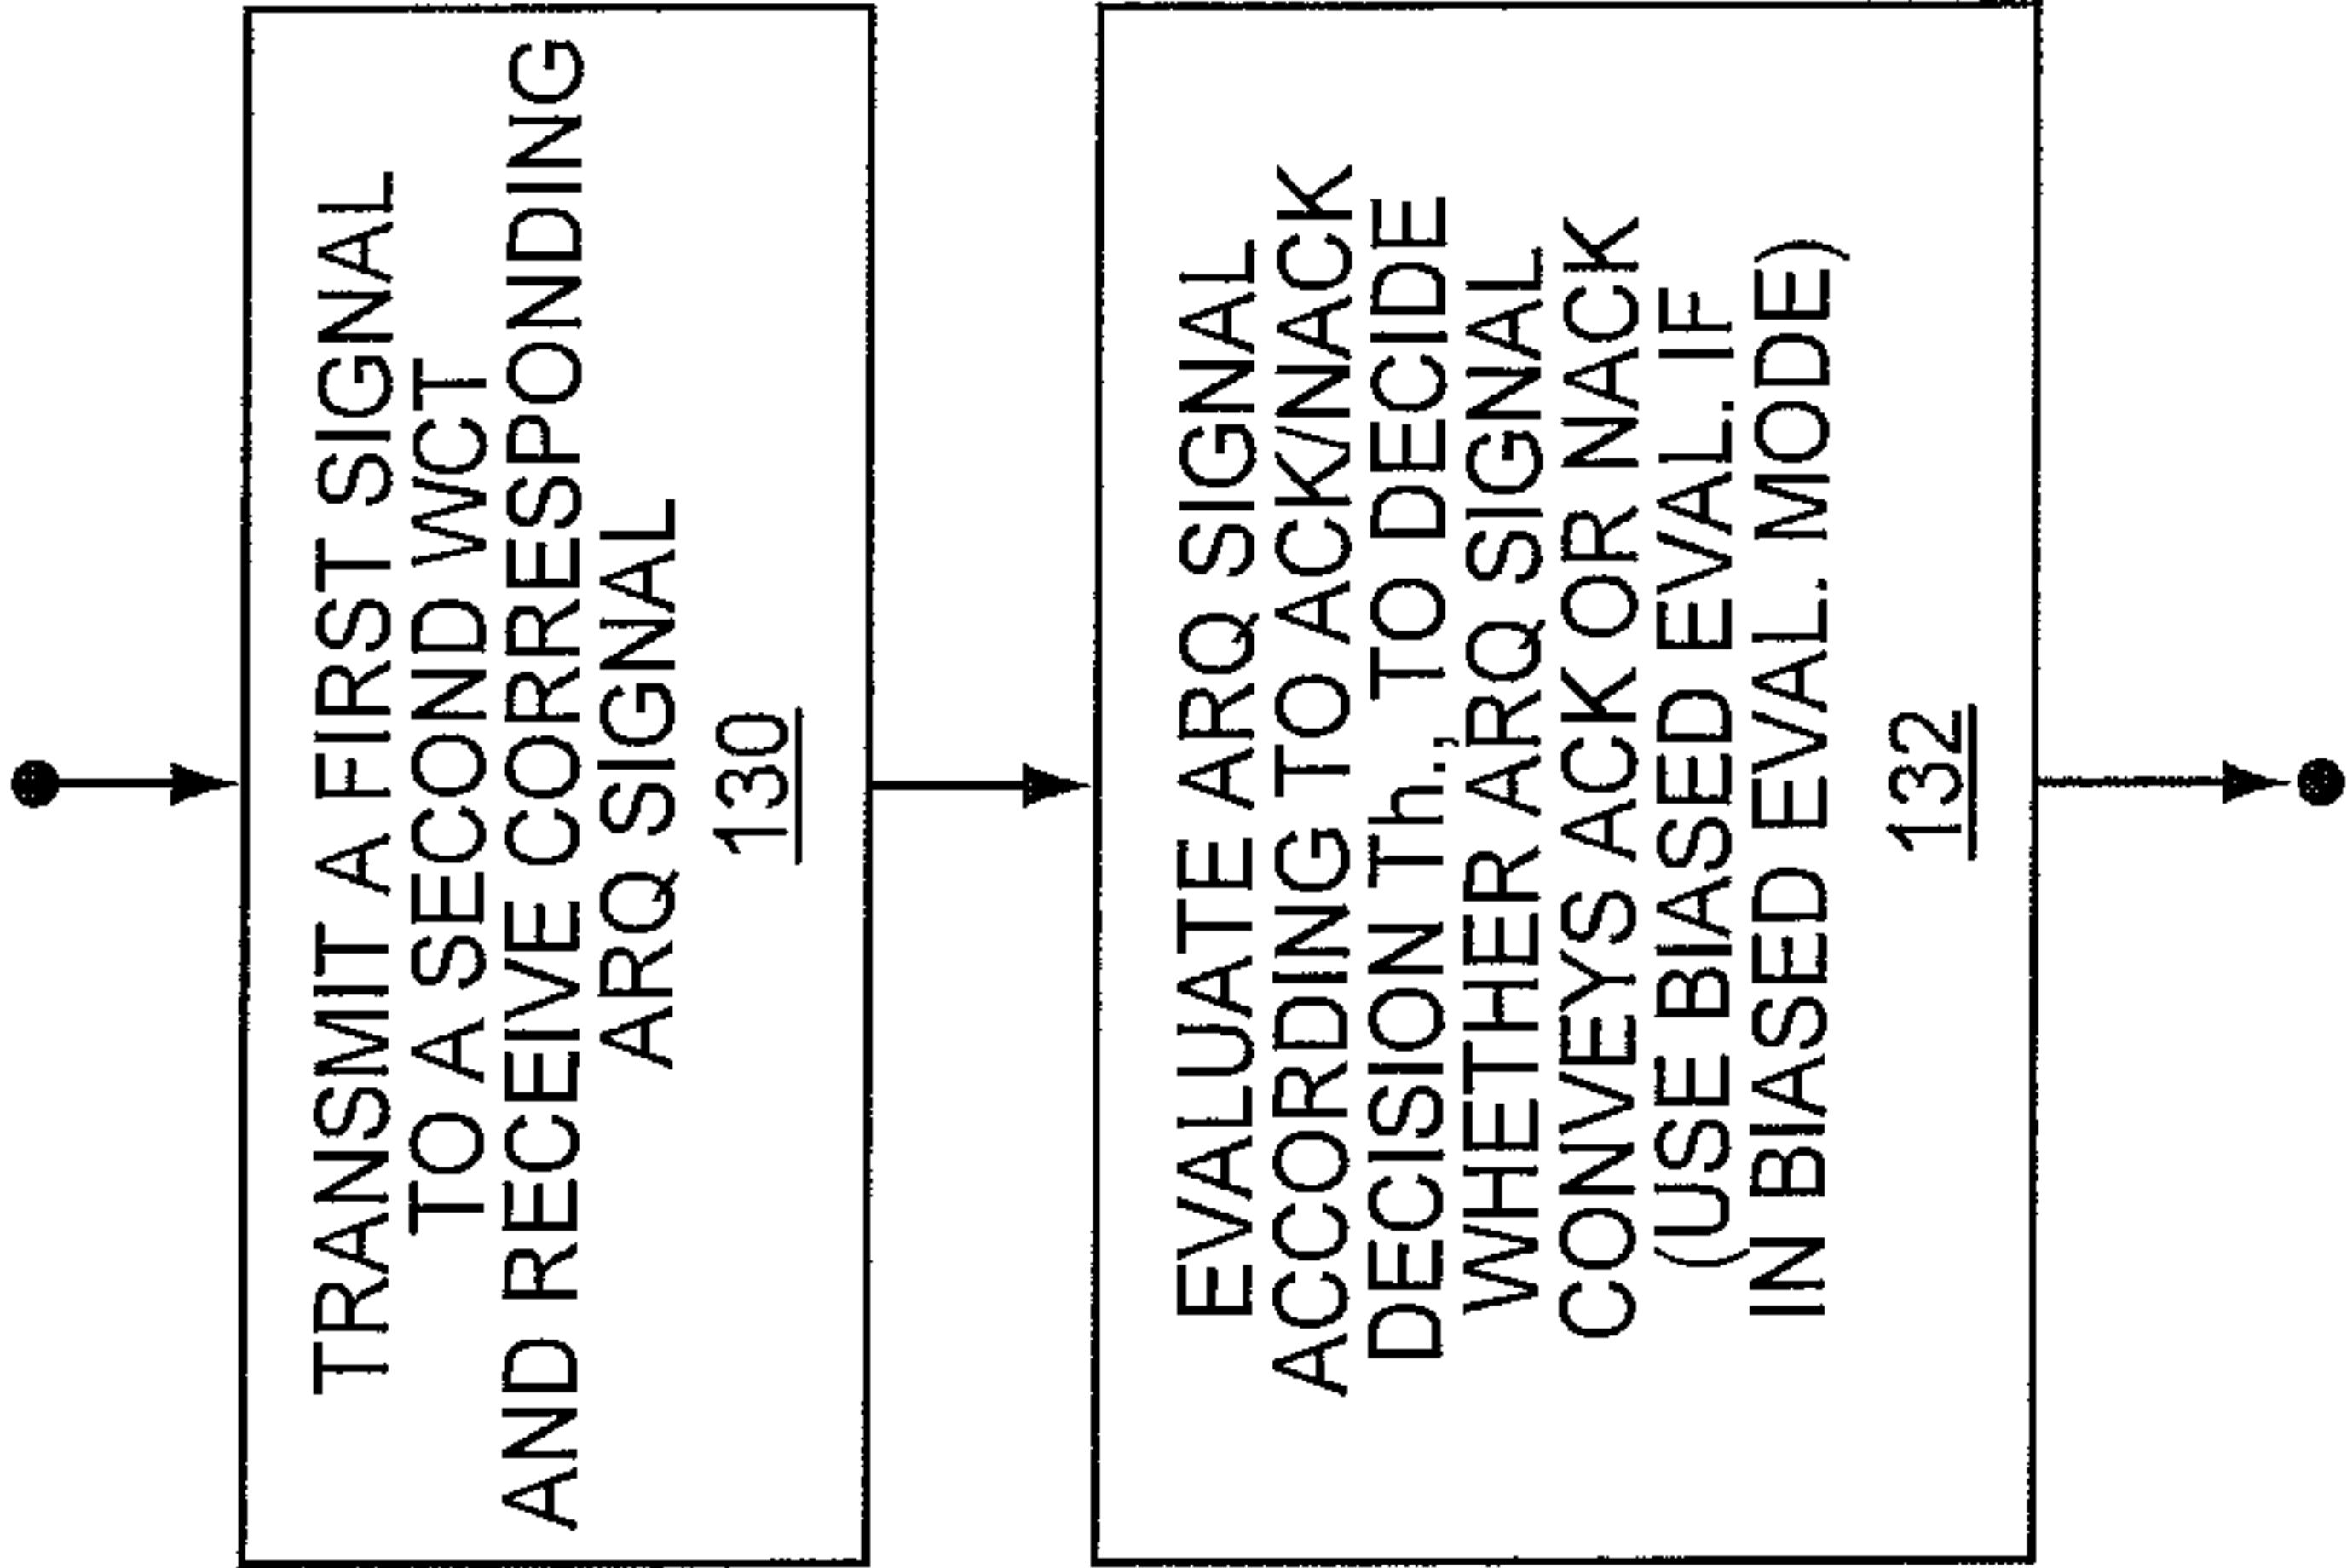 TRANSMIT A FIRST SIGNAL
TO A SECOND WCT
AND RECEIVE CORRESPONDING
ARQ SIGNAL
130
EVALUATE ARQ SIGNAL
ACCORDING TO ACK/NACK
DECISION Th., TO DECIDE
WHETHER ARQ SIGNAL
CONVEYS ACK OR NACK
(USE BIASED EVAL. IF
IN BIASED EVAL. MODE)
132